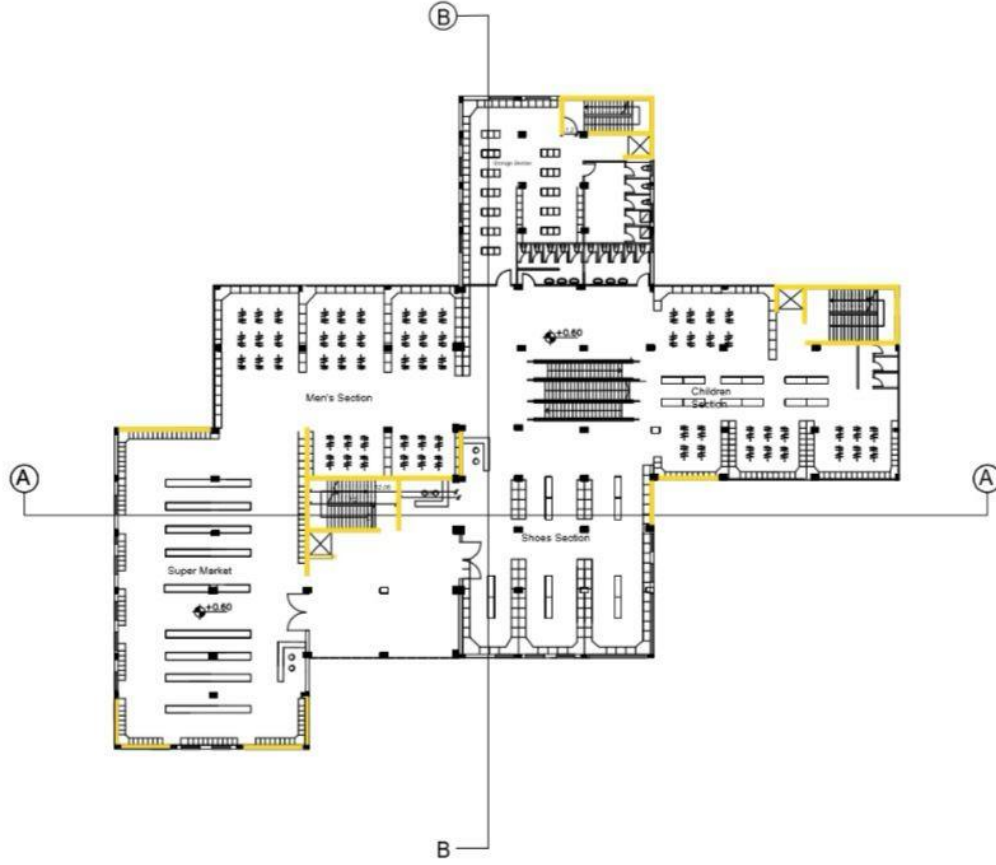 B
+0.60
Children
Section
Men's Section
A
A
Shoes Section
Super Market
+0.60
B